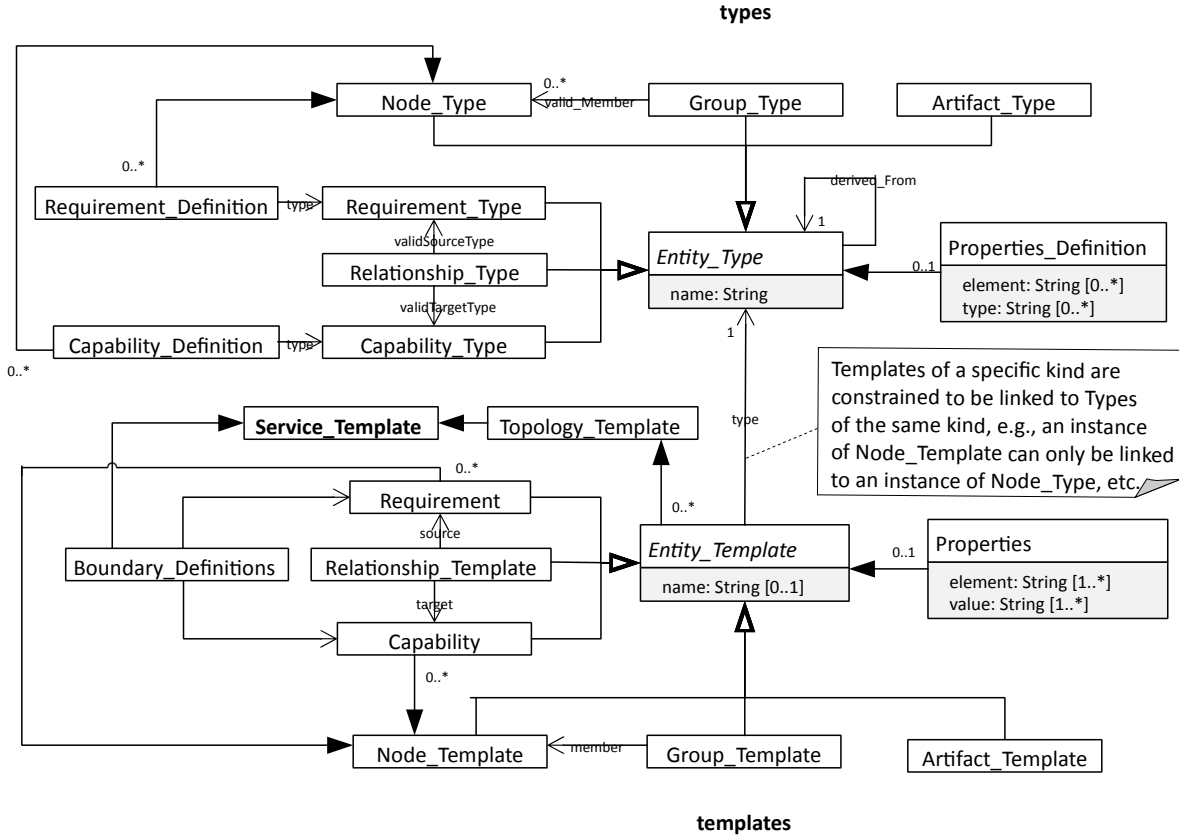 types
0..*
Node_Type
valid_Member
Group_Type
Artifact_Type
0..*
derived_From
Requirement_Definition
type
Requirement_Type
1
validSourceType
Entity_Type
name: String
Properties_Definition
element: String [0..*]
type: String [0..*]
0..1
Relationship_Type
validTargetType
1
Capability_Definition
type
Capability_Type
0..*
Templates of a specific kind are
constrained to be linked to Types
of the same kind, e.g., an instance
of Node_Template can only be linked
to an instance of Node_Type, etc.
type
Service_Template
Topology_Template
0..*
Requirement
0..*
source
Entity_Template
name: String [0..1]
0..1
Properties
element: String [1..*]
value: String [1..*]
Boundary_Definitions
Relationship_Template
target
Capability
0..*
Node_Template
member
Group_Template
Artifact_Template
templates